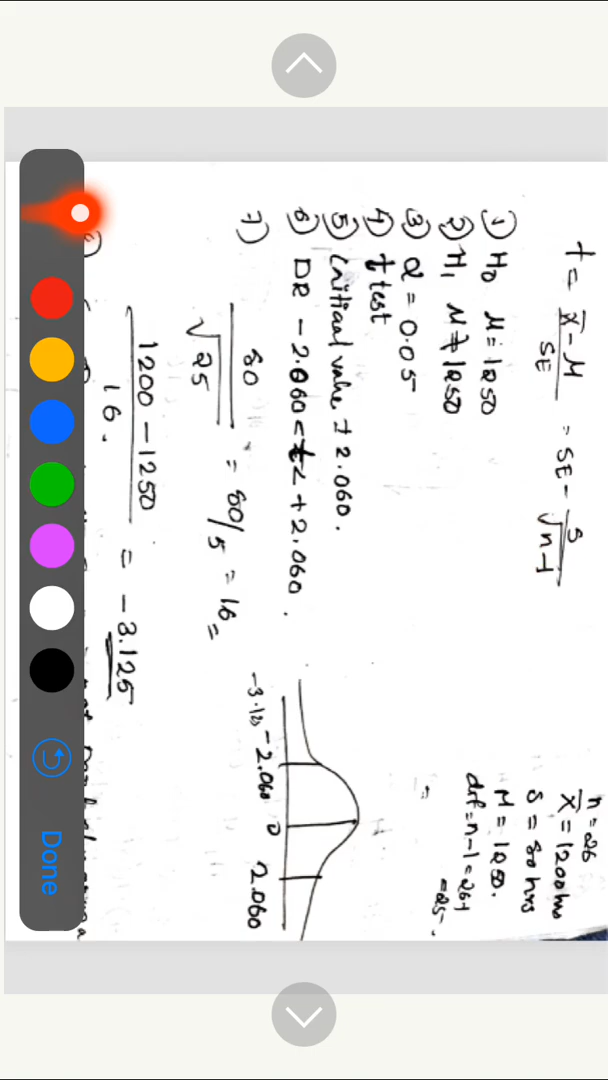 t = x̄ - M / SE = SE - S / √n-1
n = 26
x̄ = 1200 hrs
S = 80 hrs
M = 1250.
d.f = n-1 = 26-1
= 25.
=
1) H0 M = 1250
2) H1 M ≠ 1250
3) α = 0.05
4) t test
5) Critical value ± 2.060.
6) DR - 2.060 < t < + 2.060.
7) 80 / √25 = 80/5 = 16 =
-3.125 -2.060 0 2.060
1200 - 1250 / 16. = -3.125
Done